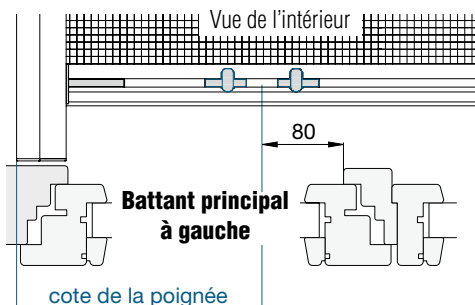 Vue de l'intérieur
80
Battant principal
à gauche
cote de la poignée